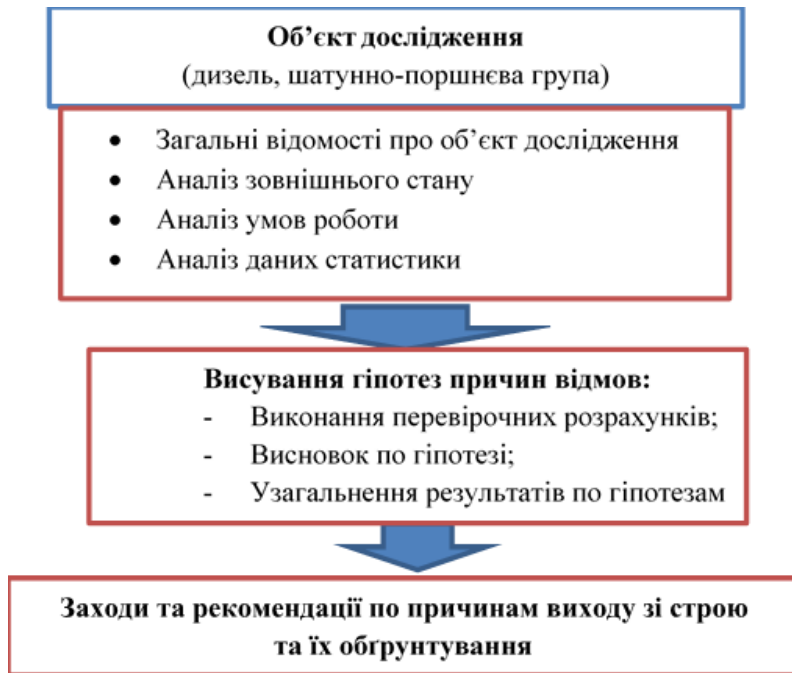 Об’єкт дослідження
(дизель, шатунно-поршнєва група)
• Загальні відомості про об’єкт дослідження
• Аналіз зовнішнього стану
• Аналіз умов роботи
• Аналіз даних статистики
Висування гіпотез причин відмов:
- Виконання перевірочних розрахунків;
- Висновок по гіпотезі;
- Узагальнення результатів по гіпотезам
Заходи та рекомендації по причинам виходу зі строю
та їх обґрунтування